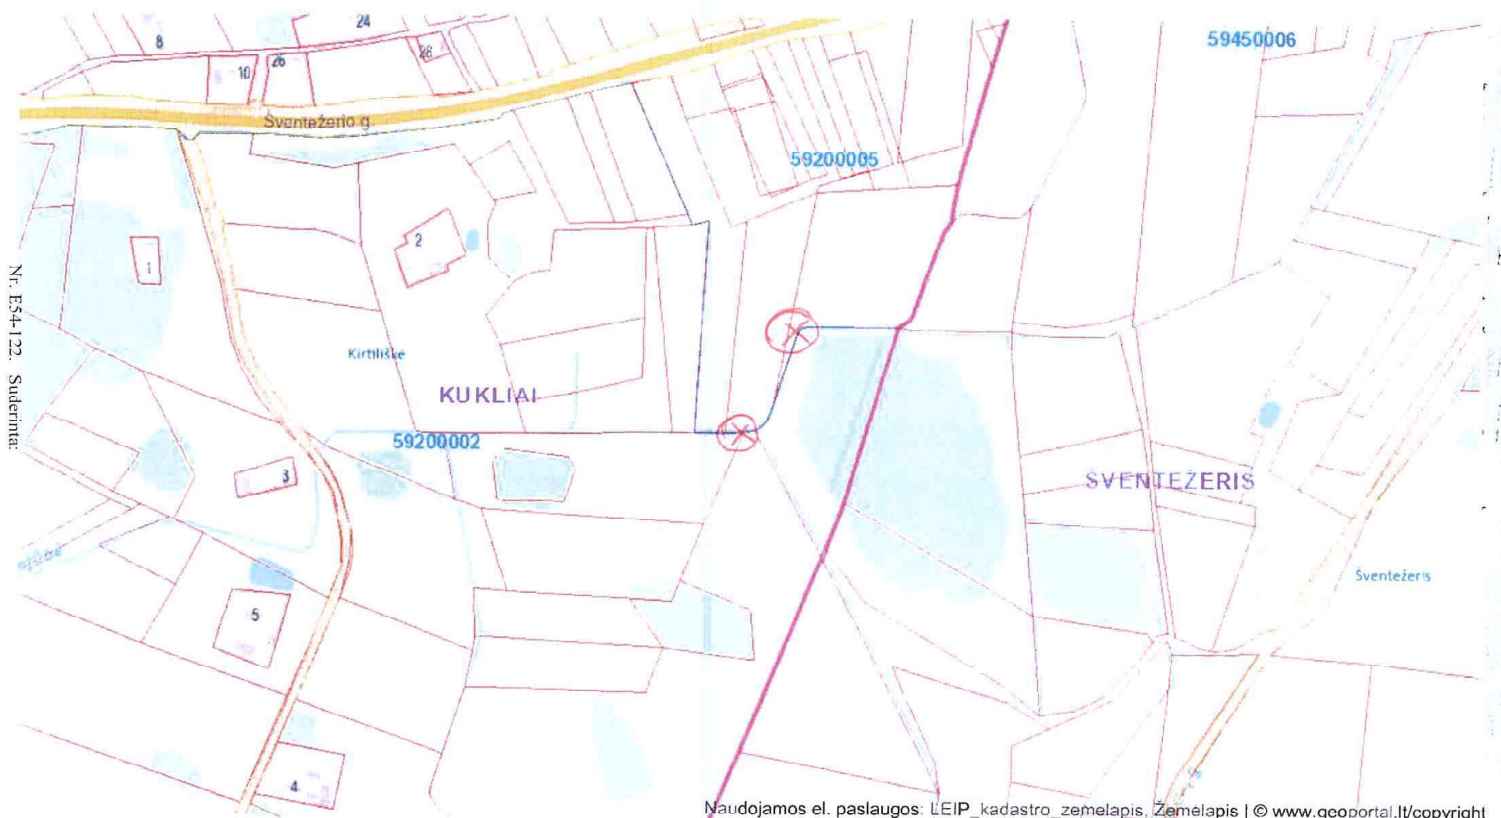 24
8
59450006
28
26
10
Šventežerio g.
59200005
2
1
Nr. E54-122. Suderinta:
Kirtiliškė
KUKLIAI
59200002
3
ŠVENTEŽERIS
Šventežeris
5
4
Naudojamos el. paslaugos: LEIP_kadastro_zemelapis, Žemėlapis | © www.geoportal.lt/copyright